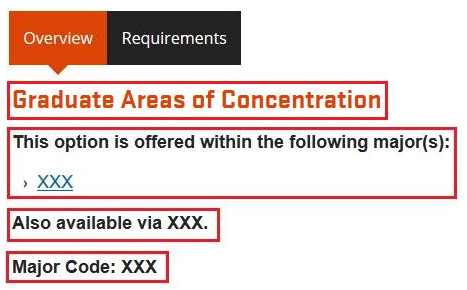 Overview Requirements
Graduate Areas of Concentration
This option is offered within the following major(s):
› XXX
Also available via XXX.
Major Code: XXX